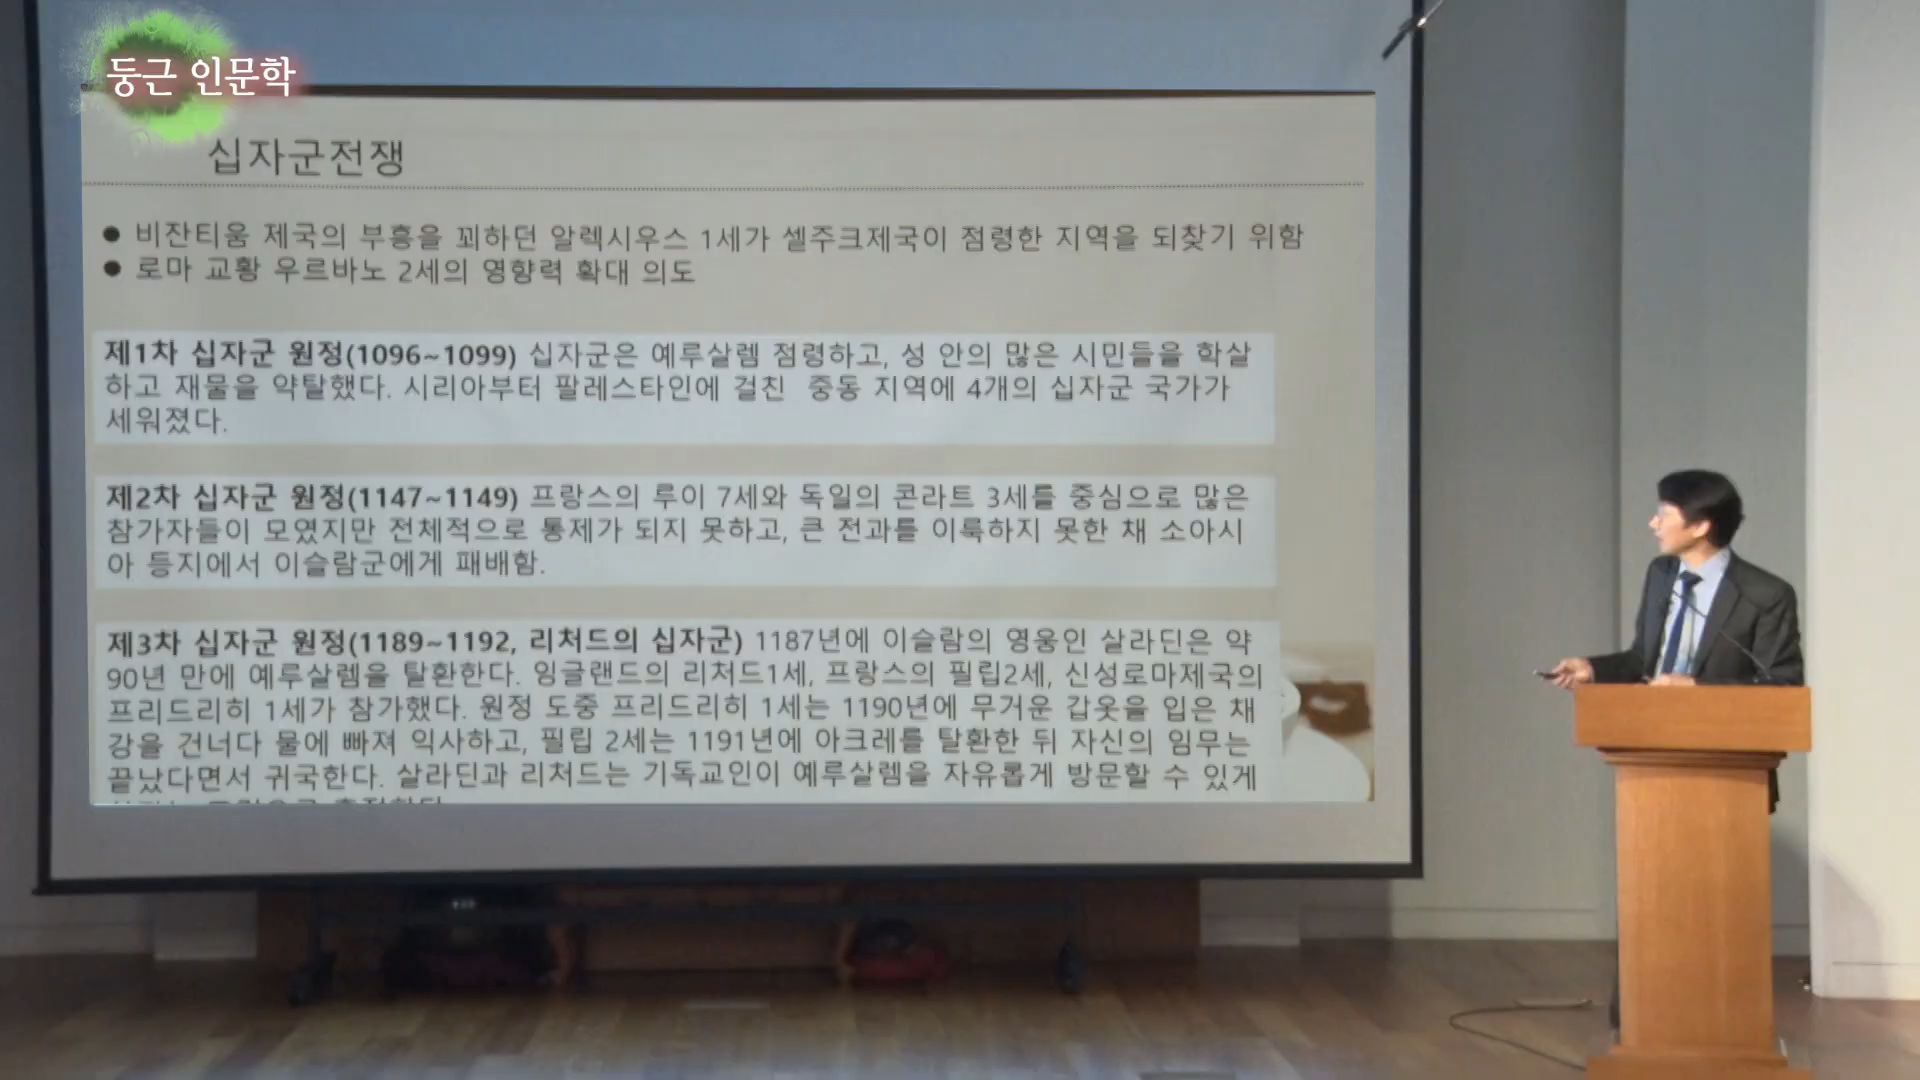 둥근 인문학
십자군전쟁
● 비잔티움 제국의 부흥을 꾀하던 알렉시우스 1세가 셀주크제국이 점령한 지역을 되찾기 위함
● 로마 교황 우르바노 2세의 영향력 확대 의도
제1차 십자군 원정(1096~1099) 십자군은 예루살렘 점령하고, 성 안의 많은 시민들을 학살
하고 재물을 약탈했다. 시리아부터 팔레스타인에 걸친 중동 지역에 4개의 십자군 국가가
세워졌다.
제2차 십자군 원정(1147~1149) 프랑스의 루이 7세와 독일의 콘라트 3세를 중심으로 많은
참가자들이 모였지만 전체적으로 통제가 되지 못하고, 큰 전과를 이룩하지 못한 채 소아시
아 등지에서 이슬람군에게 패배함.
제3차 십자군 원정(1189~1192, 리처드의 십자군) 1187년에 이슬람의 영웅인 살라딘은 약
90년 만에 예루살렘을 탈환한다. 잉글랜드의 리처드1세, 프랑스의 필립2세, 신성로마제국의
프리드리히 1세가 참가했다. 원정 도중 프리드리히 1세는 1190년에 무거운 갑옷을 입은 채
강을 건너다 물에 빠져 익사하고, 필립 2세는 1191년에 아크레를 탈환한 뒤 자신의 임무는
끝났다면서 귀국한다. 살라딘과 리처드는 기독교인이 예루살렘을 자유롭게 방문할 수 있게